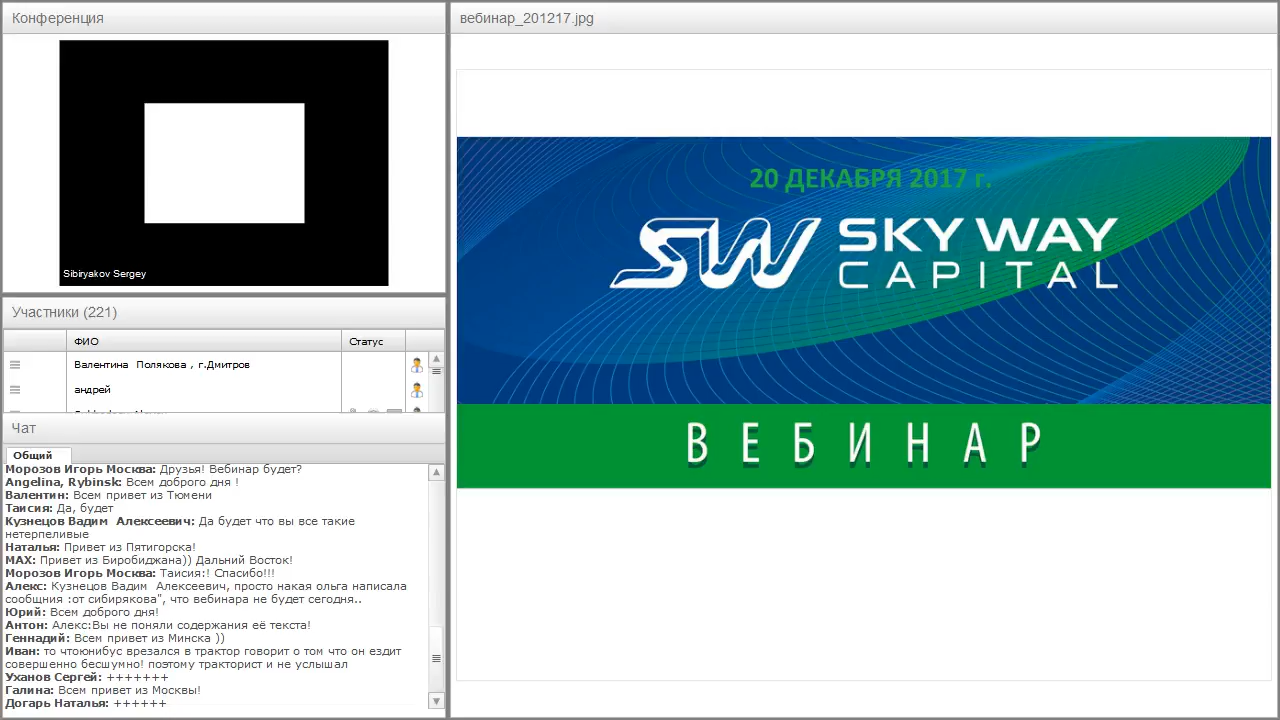 Конференция
Sibiryakov Sergey
Участники (221)
ФИО
Статус
Валентина Полякова , г.Дмитров
андрей
Чат
Общий
Морозов Игорь Москва: Друзья! Вебинар будет?
Angelina, Rybinsk: Всем доброго дня !
Валентин: Всем привет из Тюмени
Таисия: Да, будет
Кузнецов Вадим Алексеевич: Да будет что вы все такие
нетерпеливые
Наталья: Привет из Пятигорска!
МАХ: Привет из Биробиджана)) Дальний Восток!
Морозов Игорь Москва: Таисия:! Спасибо!!!
Алекс: Кузнецов Вадим Алексеевич, просто накая ольга написала
сообщния :от сибирякова", что вебинара не будет сегодня..
Юрий: Всем доброго дня!
Антон: Алекс:Вы не поняли содержания её текста!
Геннадий: Всем привет из Минска ))
Иван: то чтоюнибус врезался в трактор говорит о том что он ездит
совершенно бесшумно! поэтому тракторист и не услышал
Уханов Сергей: +++++++
Галина: Всем привет из Москвы!
Догарь Наталья: ++++++
вебинар_201217.jpg
20 ДЕКАБРЯ 2017 г.
SW SKY WAY
CAPITAL
ВЕБИНАР